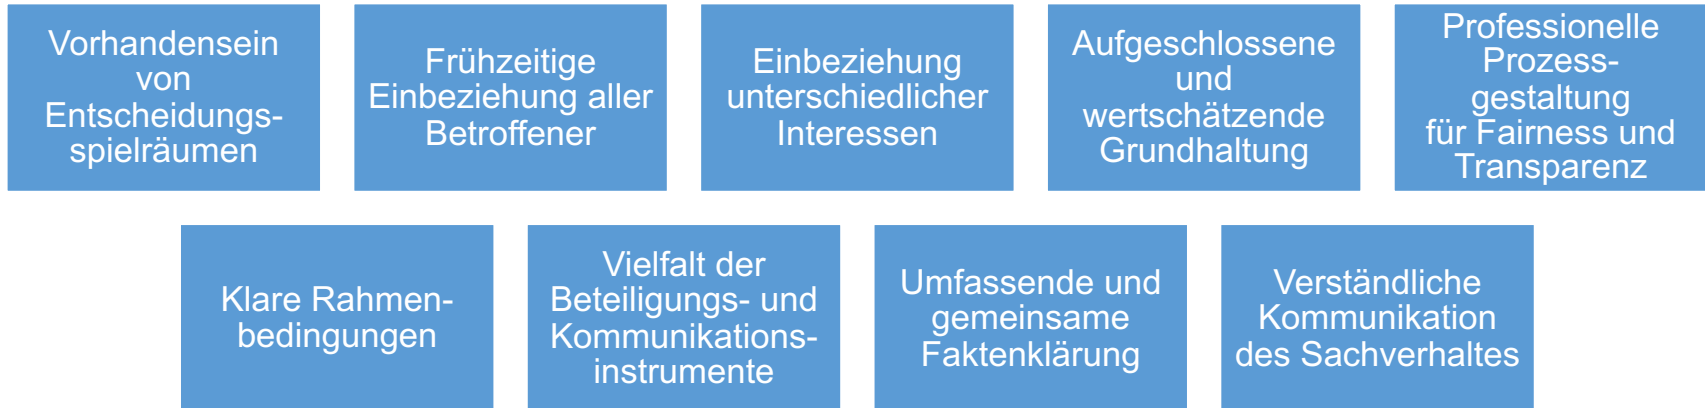 Vorhandensein
von
Entscheidungs-
spielräumen
Frühzeitige
Einbeziehung aller
Betroffener
Einbeziehung
unterschiedlicher
Interessen
Aufgeschlossene
und
wertschätzende
Grundhaltung
Professionelle
Prozess-
gestaltung
für Fairness und
Transparenz
Klare Rahmen-
bedingungen
Vielfalt der
Beteiligungs- und
Kommunikations-
instrumente
Umfassende und
gemeinsame
Faktenklärung
Verständliche
Kommunikation
des Sachverhaltes